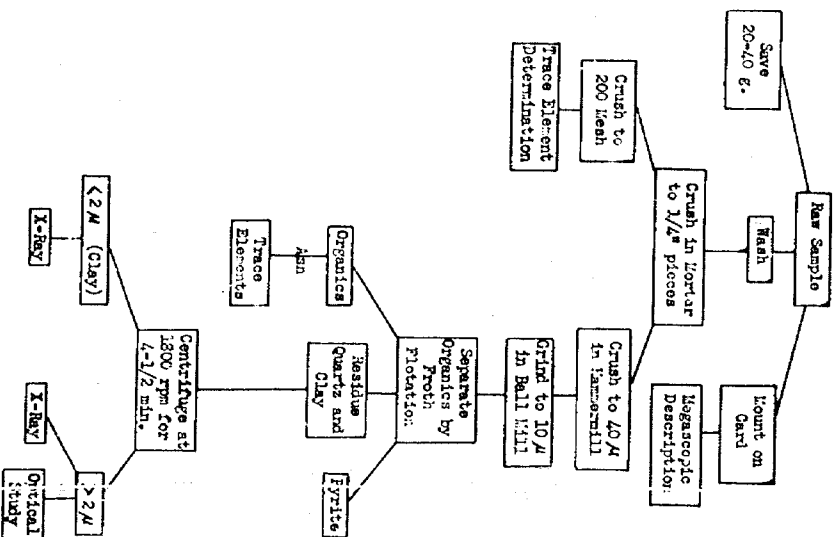 Raw Sample
Save
20-40 g.
Wash
Mount on
Card
Megascopic
Description
Crush in Mortar
to 1/4" pieces
Crush to
200 Mesh
Trace Element
Determination
Crush to 40 μ
in Hammermill
Grind to 10 μ
in Ball Mill
Separate
Organics by
Froth
Flotation
Organics
Trace
Elements
Residue
Quartz and
Clay
Pyrite
Centrifuge at
1800 rpm for
4-1/2 min.
< 2 μ (Clay)
X-Ray
> 2 μ
X-Ray
Optical
Study